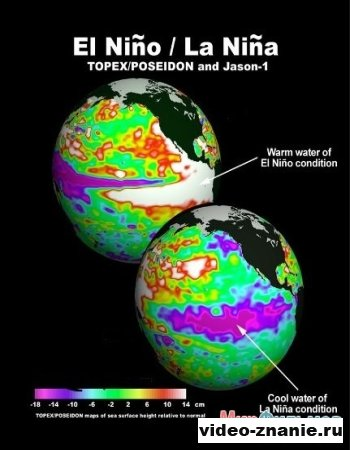 El Niño / La Niña
TOPEX/POSEIDON and Jason-1
Warm water of
El Niño condition
Cool water of
La Niña condition
-18 -14 -10 -6 -2 2 6 10 14 cm
TOPEX/POSEIDON maps of sea surface height relative to normal
video-znanie.ru